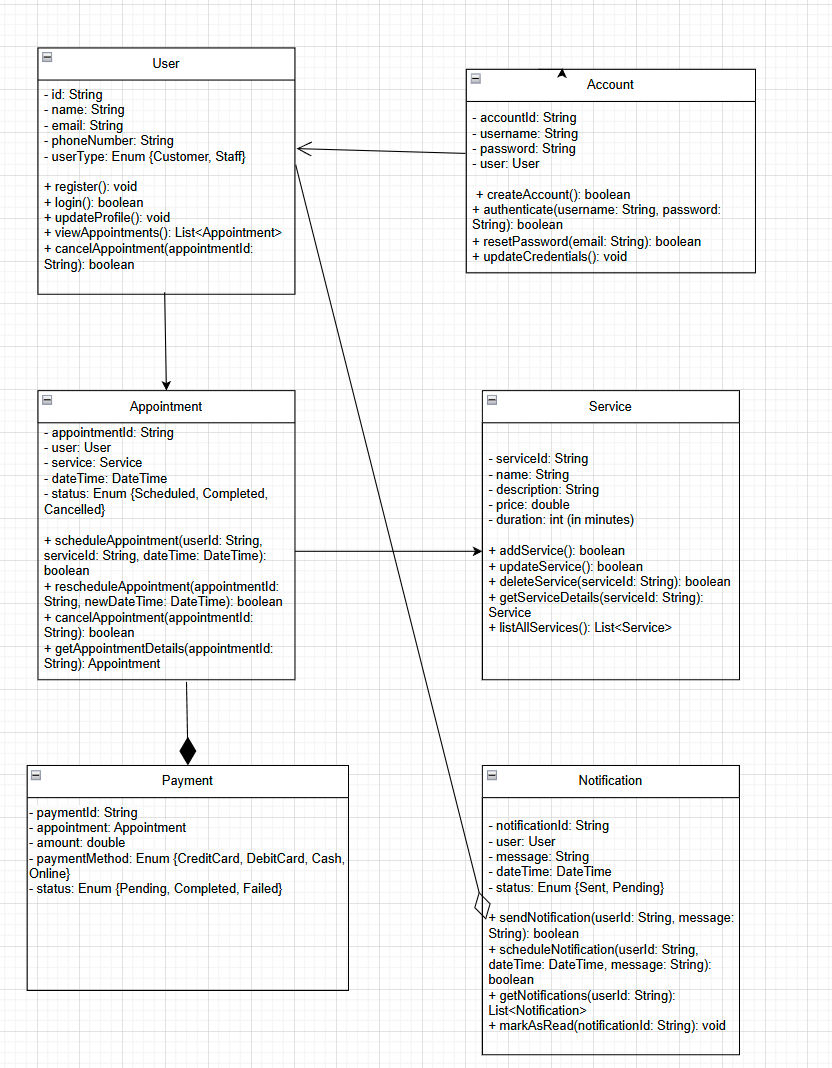 User
- id: String
- name: String
- email: String
- phoneNumber: String
- userType: Enum {Customer, Staff}
+ register(): void
+ login(): boolean
+ updateProfile(): void
+ viewAppointments(): List<Appointment>
+ cancelAppointment(appointmentId:
String): boolean
Account
- accountId: String
- username: String
- password: String
- user: User
+ createAccount(): boolean
+ authenticate(username: String, password:
String): boolean
+ resetPassword(email: String): boolean
+ updateCredentials(): void
Appointment
- appointmentId: String
- user: User
- service: Service
- dateTime: DateTime
- status: Enum {Scheduled, Completed,
Cancelled}
+ scheduleAppointment(userId: String,
serviceId: String, dateTime: DateTime):
boolean
+ rescheduleAppointment(appointmentId:
String, newDateTime: DateTime): boolean
+ cancelAppointment(appointmentId:
String): boolean
+ getAppointmentDetails(appointmentId:
String): Appointment
Service
- serviceId: String
- name: String
- description: String
- price: double
- duration: int (in minutes)
+ addService(): boolean
+ updateService(): boolean
+ deleteService(serviceId: String): boolean
+ getServiceDetails(serviceId: String):
Service
+ listAllServices(): List<Service>
Payment
- paymentId: String
- appointment: Appointment
- amount: double
- paymentMethod: Enum {CreditCard, DebitCard, Cash,
Online}
- status: Enum {Pending, Completed, Failed}
Notification
- notificationId: String
- user: User
- message: String
- dateTime: DateTime
- status: Enum {Sent, Pending}
+ sendNotification(userId: String, message:
String): boolean
+ scheduleNotification(userId: String,
dateTime: DateTime, message: String):
boolean
+ getNotifications(userId: String):
List<Notification>
+ markAsRead(notificationId: String): void